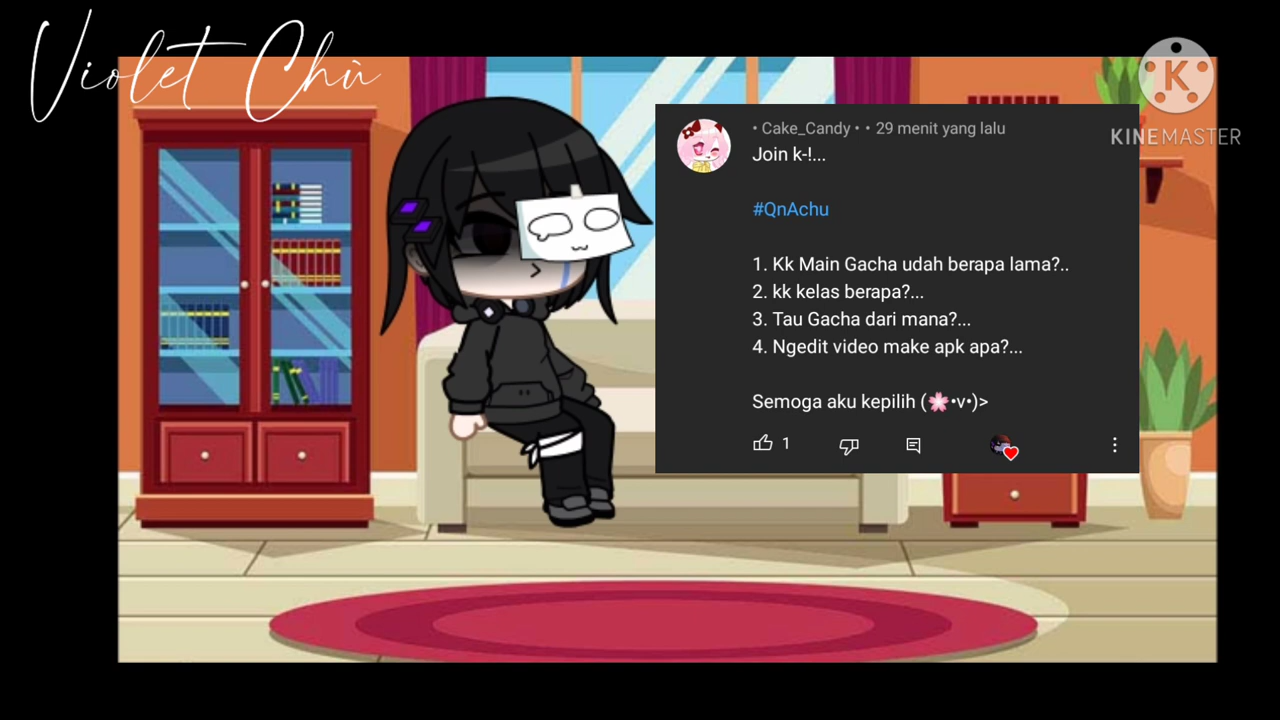 Violet Chù
KINEMASTER
• Cake_Candy • • 29 menit yang lalu
Join k-!...
#QnAchu
1. Kk Main Gacha udah berapa lama?..
2. kk kelas berapa?...
3. Tau Gacha dari mana?...
4. Ngedit video make apk apa?...
Semoga aku kepilih (🌸•v•)>
1